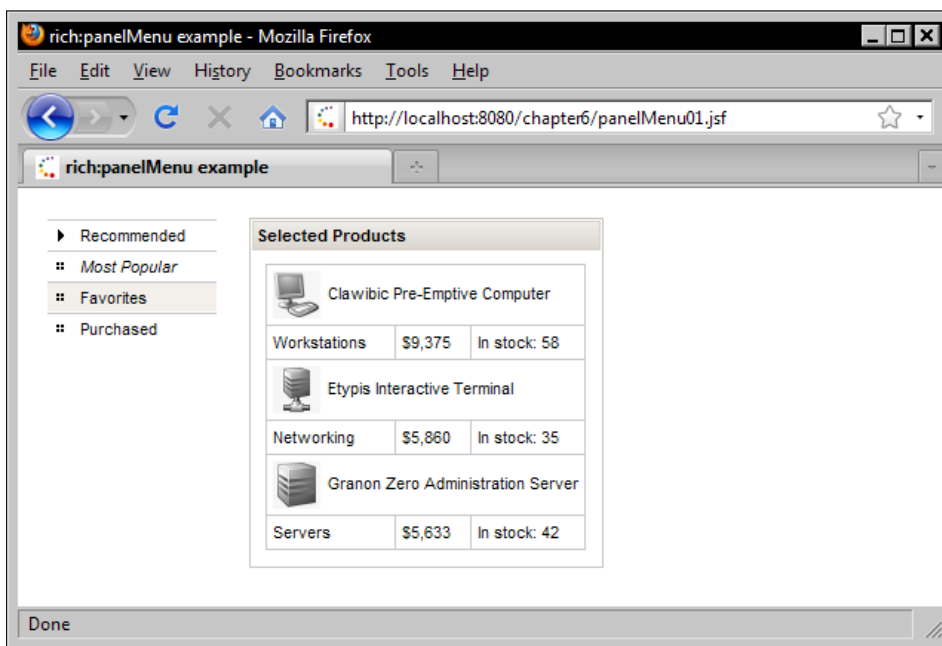 rich:panelMenu example - Mozilla Firefox
File Edit View History Bookmarks Tools Help
http://localhost:8080/chapter6/panelMenu01.jsf
rich:panelMenu example
Recommended
Most Popular
Favorites
Purchased
Selected Products
Clawibic Pre-Emptive Computer
Workstations $9,375 In stock: 58
Etypis Interactive Terminal
Networking $5,860 In stock: 35
Granon Zero Administration Server
Servers $5,633 In stock: 42
Done